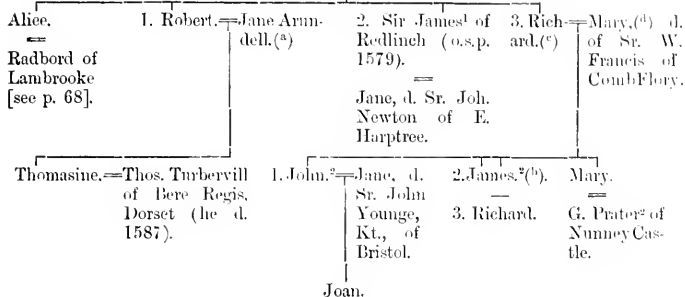 Alice.
=
Radbord of
Lambrooke
[see p. 68].
1. Robert.=Jane Arun-
dell.(a)
2. Sir James¹ of
Redlinch (o.s.p.
1579).
=
Jane, d. Sr. Joh.
Newton of E.
Harptree.
3. Rich-=Mary,(d) d.
ard.(c) of Sr. W.
Francis of
CombFlory.
Thomasine.=Thos. Turbervill
of Bere Regis,
Dorset (he d.
1587).
1. John.²=Jane, d.
Sr. John
Younge,
Kt., of
Bristol.
2. James.²(b).
—
3. Richard.
Mary.
=
G. Prater² of
Nunney Cas-
tle.
Joan.